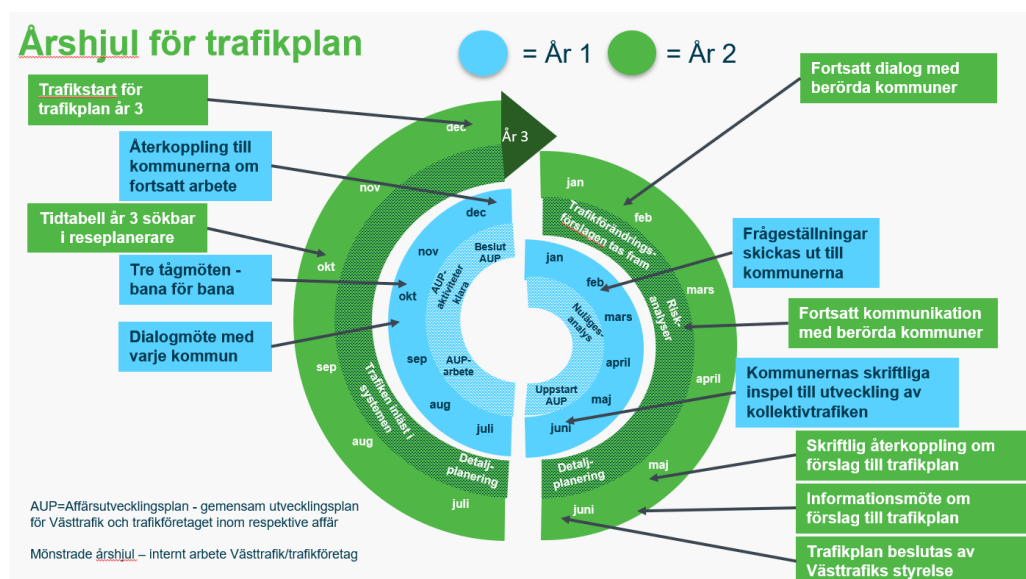 Årshjul för trafikplan
= År 1
= År 2
Trafikstart för
trafikplan år 3
Återkoppling till
kommunerna om
fortsatt arbete
Tidtabell år 3 sökbar
i reseplanerare
Tre tågmöten -
bana för bana
Dialogmöte med
varje kommun
Fortsatt dialog med
berörda kommuner
Frågeställningar
skickas ut till
kommunerna
Fortsatt kommunikation
med berörda kommuner
Kommunernas skriftliga
inspel till utveckling av
kollektivtrafiken
Skriftlig återkoppling om
förslag till trafikplan
Informationsmöte om
förslag till trafikplan
Trafikplan beslutas av
Västtrafiks styrelse
År 3
jan
feb
mars
april
maj
juni
juli
aug
sep
okt
nov
dec
Trafikförändrings-
förslagen tas fram
Risk-
analyser
Detalj-
planering
Detalj-
planering
Trafiken inläst i
systemen
jan
feb
mars
april
maj
juni
juli
aug
sep
okt
nov
dec
Nuläges-
analys
Uppstart
AUP
AUP-
arbete
AUP-
aktiviteter
klara
Beslut
AUP
AUP=Affärsutvecklingsplan - gemensam utvecklingsplan
för Västtrafik och trafikföretaget inom respektive affär
Mönstrade årshjul – internt arbete Västtrafik/trafikföretag